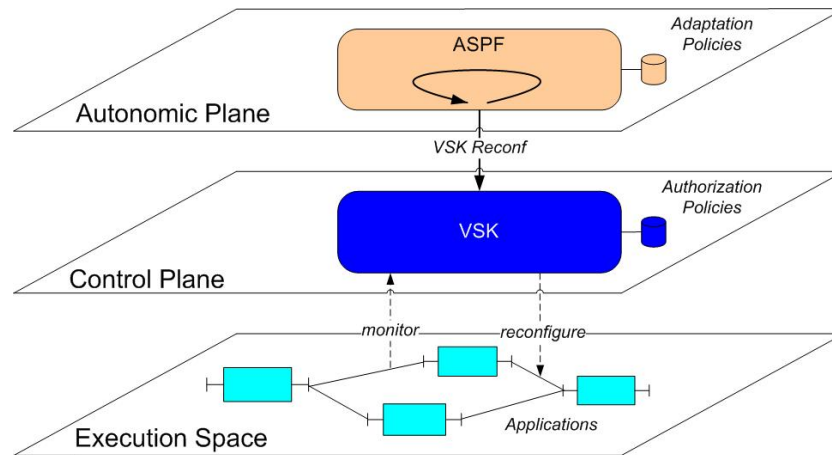 Adaptation
Policies
ASPF
Autonomic Plane
VSK Reconf
Authorization
Policies
VSK
Control Plane
monitor
reconfigure
Applications
Execution Space